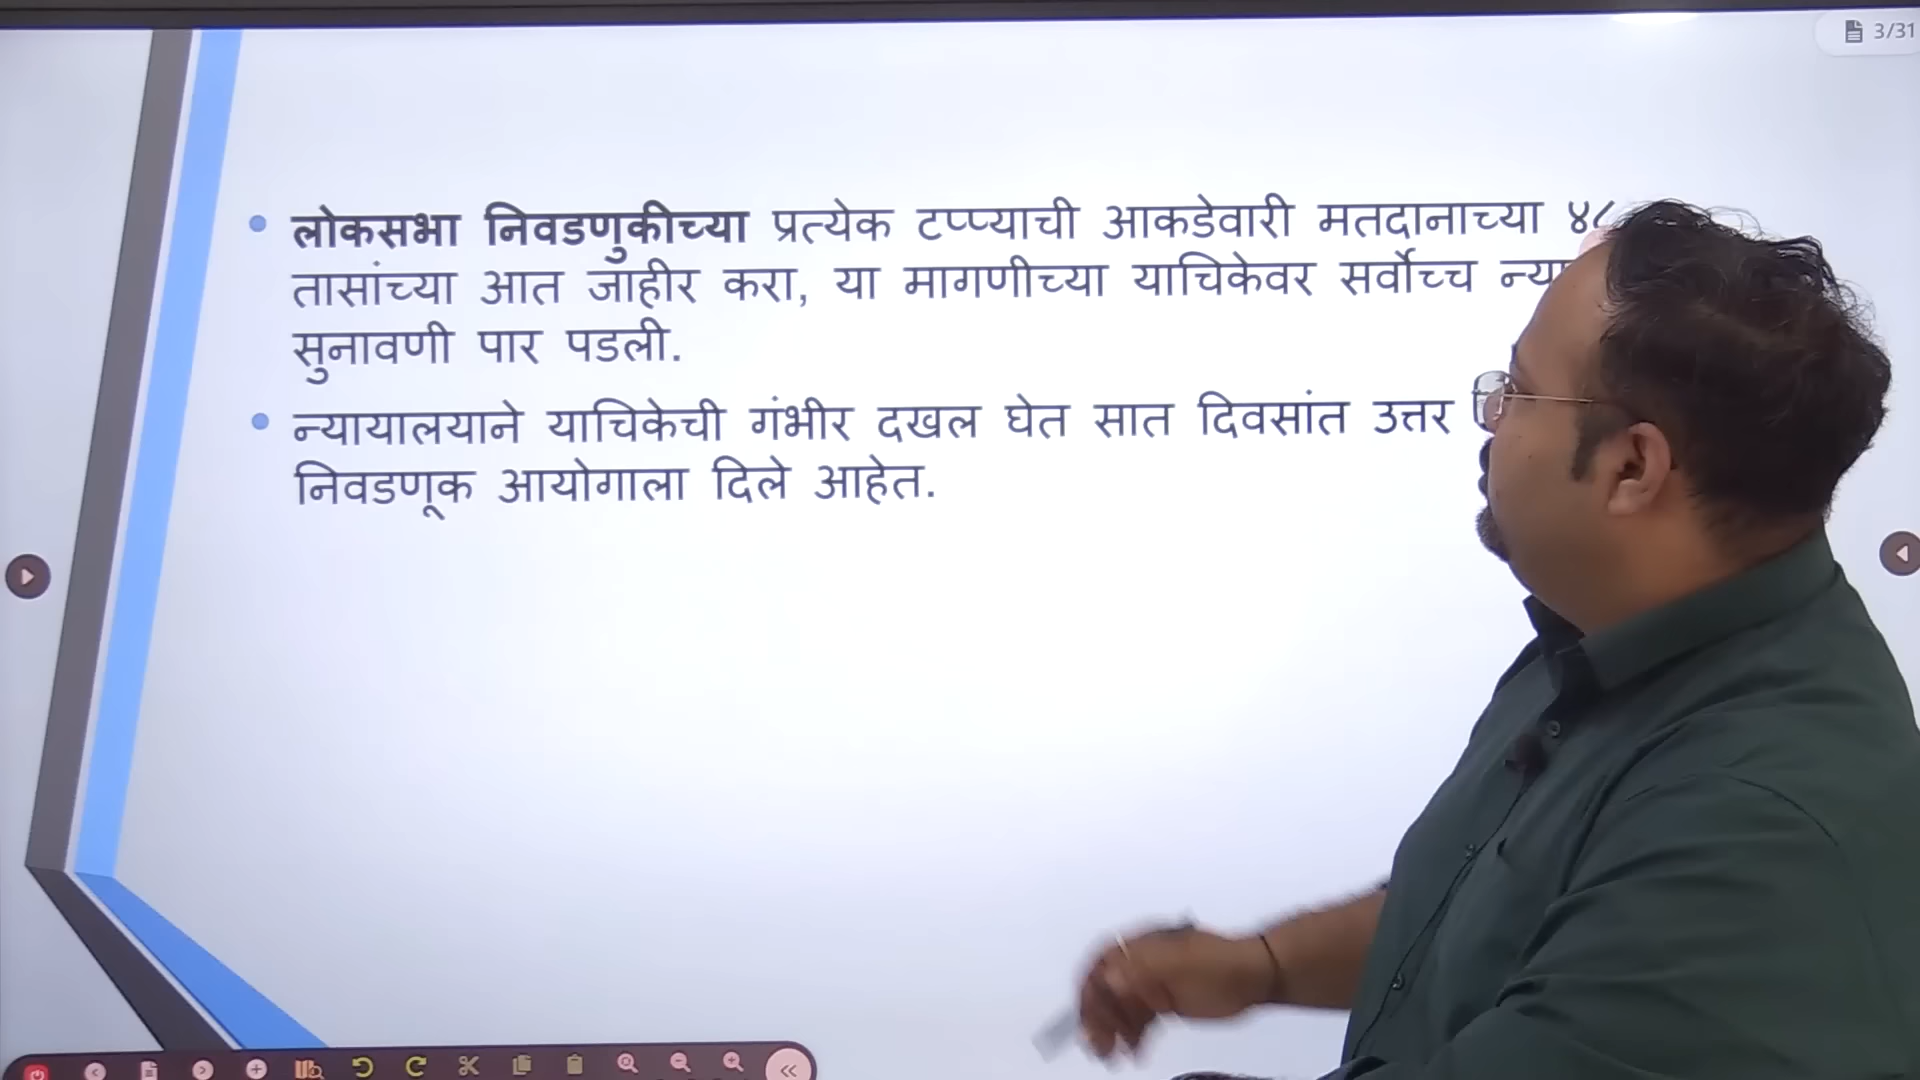 3/31
लोकसभा निवडणुकीच्या प्रत्येक टप्प्याची आकडेवारी मतदानाच्या
तासांच्या आत जाहीर करा, या मागणीच्या याचिकेवर सर्वोच्च
सुनावणी पार पडली.
न्यायालयाने याचिकेची गंभीर दखल घेत सात दिवसांत उत्तर
निवडणूक आयोगाला दिले आहेत.